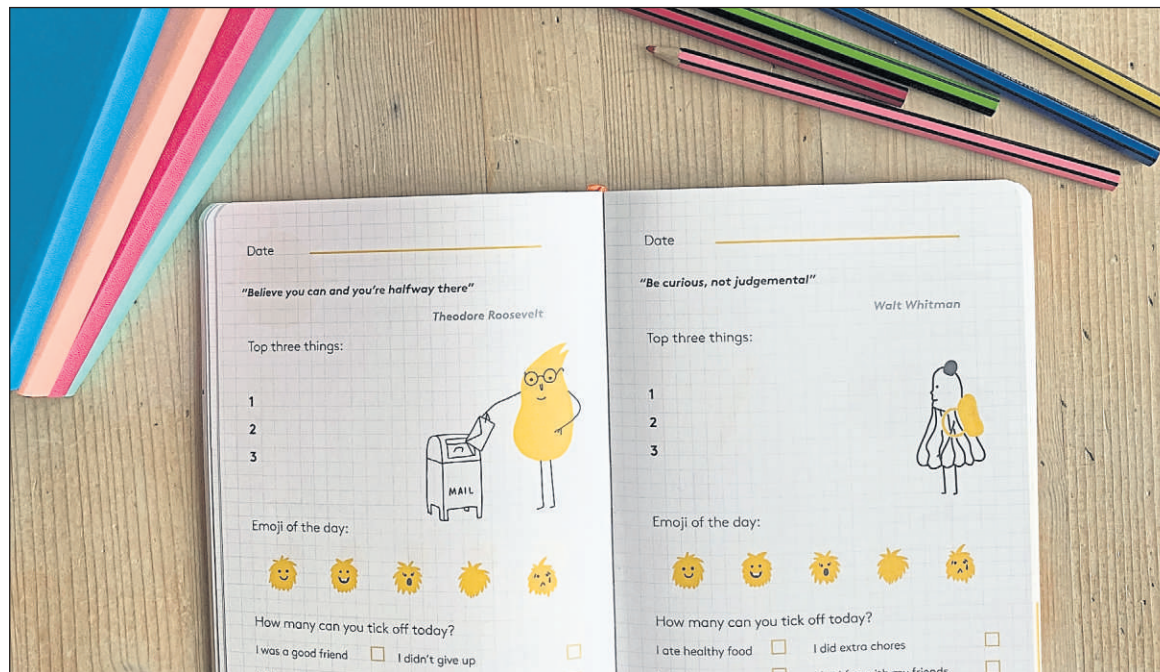 Date
"Believe you can and you're halfway there"
Theodore Roosevelt
Top three things:
1
2
3
MAIL
Emoji of the day:
How many can you tick off today?
I was a good friend
I didn't give up
Date
"Be curious, not judgemental"
Walt Whitman
Top three things:
1
2
3
Emoji of the day:
How many can you tick off today?
I ate healthy food
I did extra chores
with my friends